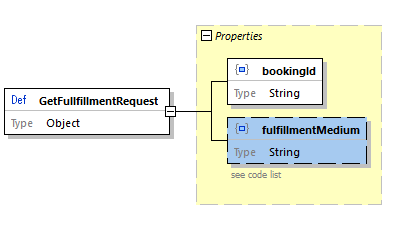 Properties
bookingId
Type String
Def GetFullfillmentRequest
Type Object
fulfillmentMedium
Type String
see code list